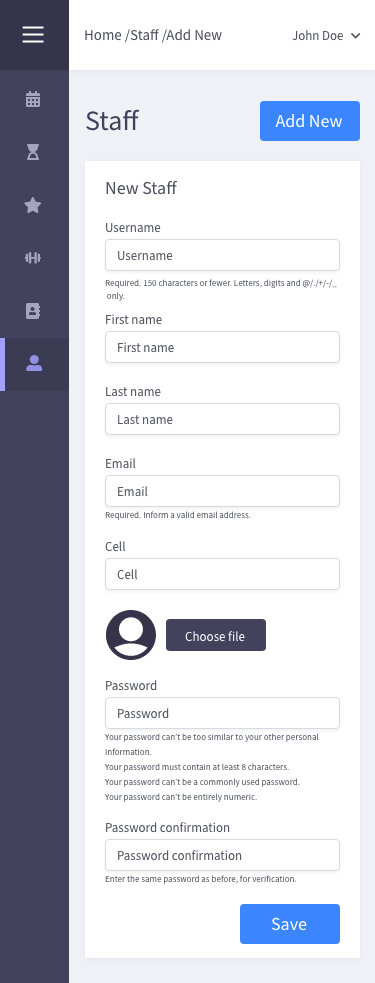 Home /Staff /Add New
John Doe
Staff
Add New
New Staff
Username
Username
Required. 150 characters or fewer. Letters, digits and @/./+/-/_
only.
First name
First name
Last name
Last name
Email
Email
Required. Inform a valid email address.
Cell
Cell
Choose file
Password
Password
Your password can't be too similar to your other personal
information.
Your password must contain at least 8 characters.
Your password can't be a commonly used password.
Your password can't be entirely numeric.
Password confirmation
Password confirmation
Enter the same password as before, for verification.
Save